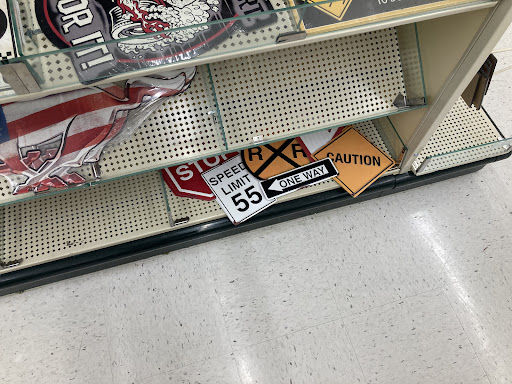 OR IT!
STOP
SPEED
LIMIT
55
R R
ONE WAY
CAUTION